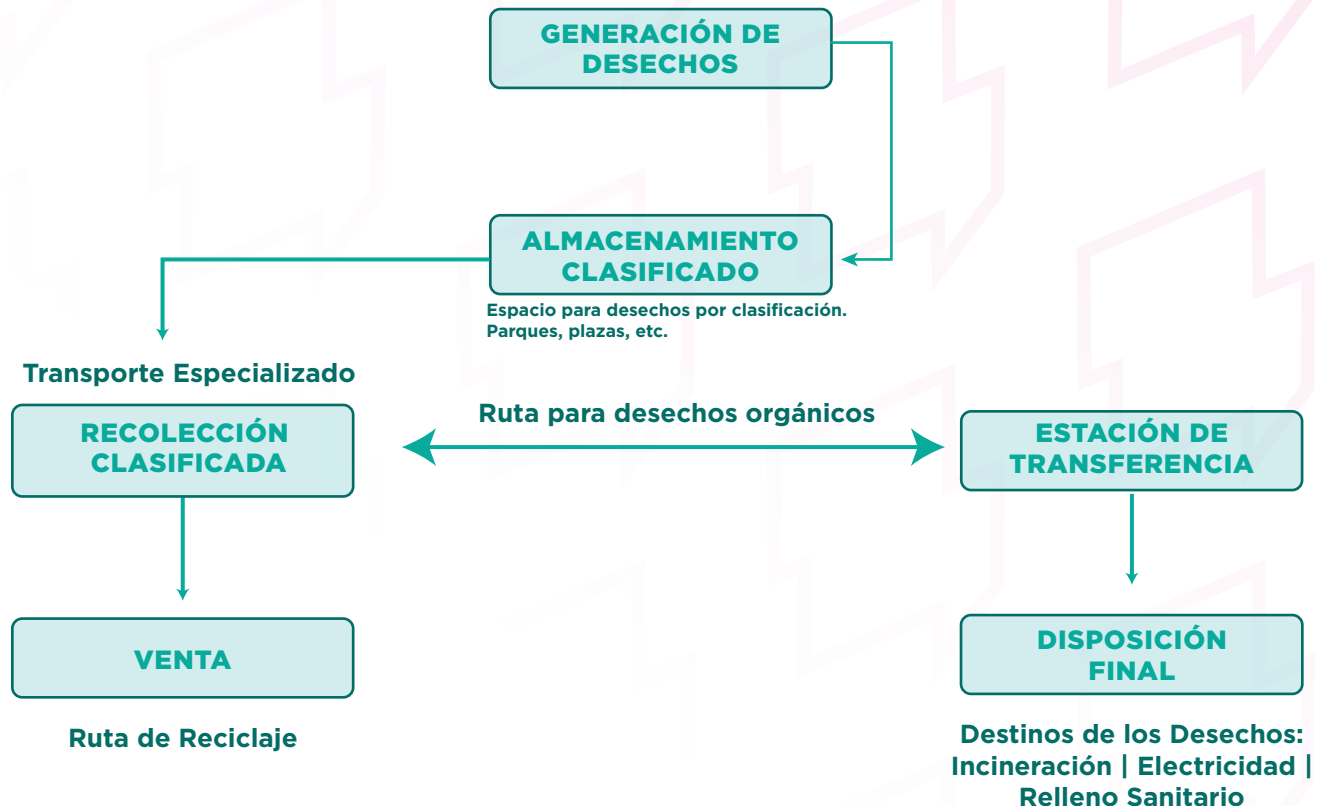 GENERACIÓN DE
DESECHOS
ALMACENAMIENTO
CLASIFICADO
Espacio para desechos por clasificación.
Parques, plazas, etc.
Transporte Especializado
RECOLECCIÓN
CLASIFICADA
Ruta para desechos orgánicos
ESTACIÓN DE
TRANSFERENCIA
VENTA
Ruta de Reciclaje
DISPOSICIÓN
FINAL
Destinos de los Desechos:
Incineración | Electricidad |
Relleno Sanitario